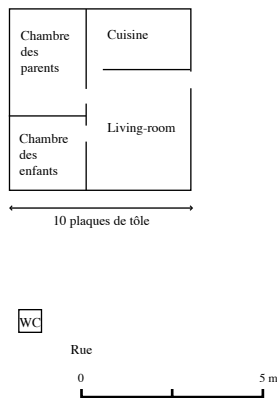 Chambre
des
parents
Cuisine
Living-room
Chambre
des
enfants
10 plaques de tôle
WC
Rue
0
5 m